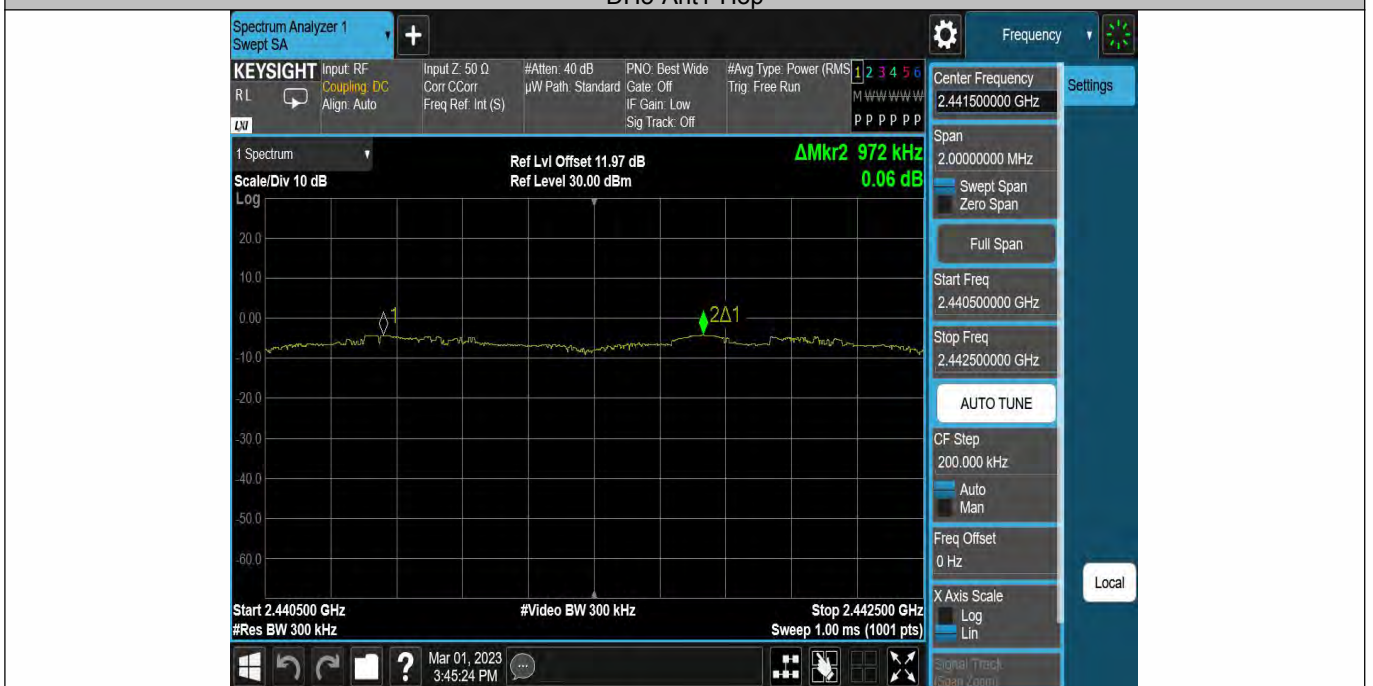 DH5-Ant1-Hop
Spectrum Analyzer 1
Swept SA
Frequency
KEYSIGHT
RL
LXI
Input: RF
Coupling: DC
Align: Auto
Input Z: 50 Ω
Corr CCorr
Freq Ref: Int (S)
#Atten: 40 dB
µW Path: Standard
PNO: Best Wide
Gate: Off
IF Gain: Low
Sig Track: Off
#Avg Type: Power (RMS
Trig: Free Run
1 2 3 4 5 6
M W W W W W
P P P P P P
Center Frequency
2.441500000 GHz
Settings
1 Spectrum
Ref Lvl Offset 11.97 dB
ΔMkr2 972 kHz
Scale/Div 10 dB
Ref Level 30.00 dBm
0.06 dB
Log
20.0
10.0
0.00
-10.0
-20.0
-30.0
-40.0
-50.0
-60.0
1
2Δ1
Start 2.440500 GHz
#Video BW 300 kHz
Stop 2.442500 GHz
#Res BW 300 kHz
Sweep 1.00 ms (1001 pts)
Span
2.00000000 MHz
Swept Span
Zero Span
Full Span
Start Freq
2.440500000 GHz
Stop Freq
2.442500000 GHz
AUTO TUNE
CF Step
200.000 kHz
Auto
Man
Freq Offset
0 Hz
X Axis Scale
Log
Lin
Signal Track
(Span Zoom)
Local
?
Mar 01, 2023
3:45:24 PM